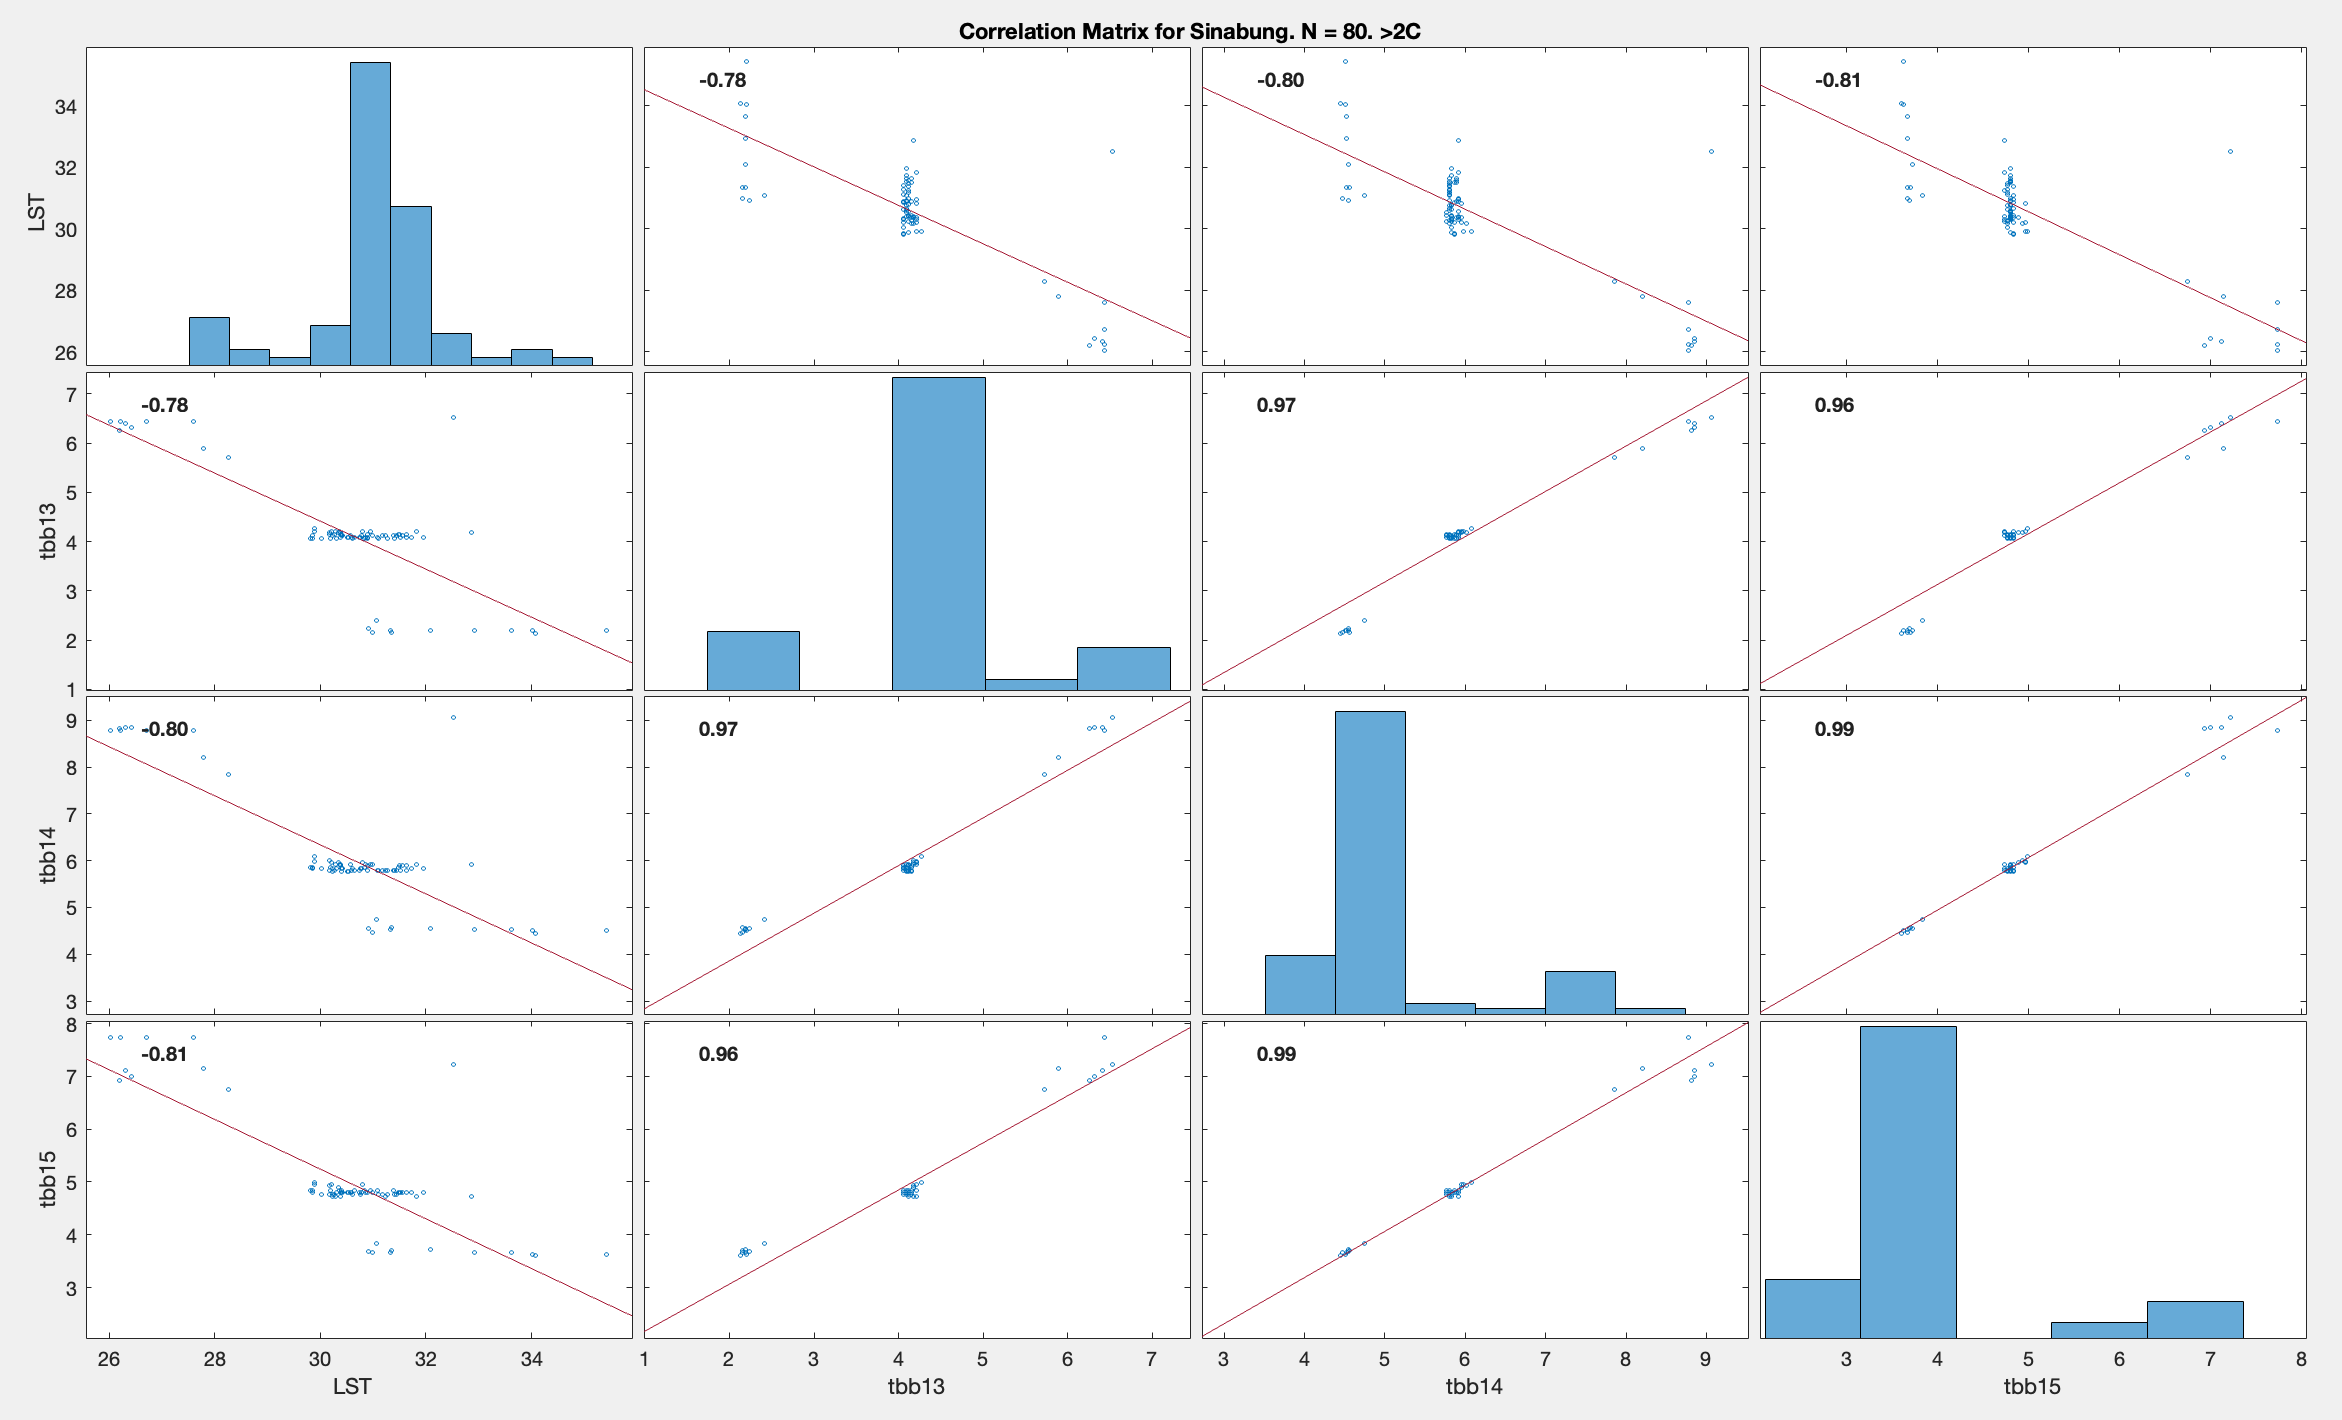 Correlation Matrix for Sinabung. N = 80. >2C
LST
34
32
30
28
26
-0.78
-0.80
-0.81
tbb13
7
6
5
4
3
2
1
-0.78
0.97
0.96
tbb14
9
8
7
6
5
4
3
-0.80
0.97
0.99
tbb15
8
7
6
5
4
3
-0.81
0.96
0.99
26 28 30 32 34
1 2 3 4 5 6 7
3 4 5 6 7 8 9
3 4 5 6 7 8
LST
tbb13
tbb14
tbb15